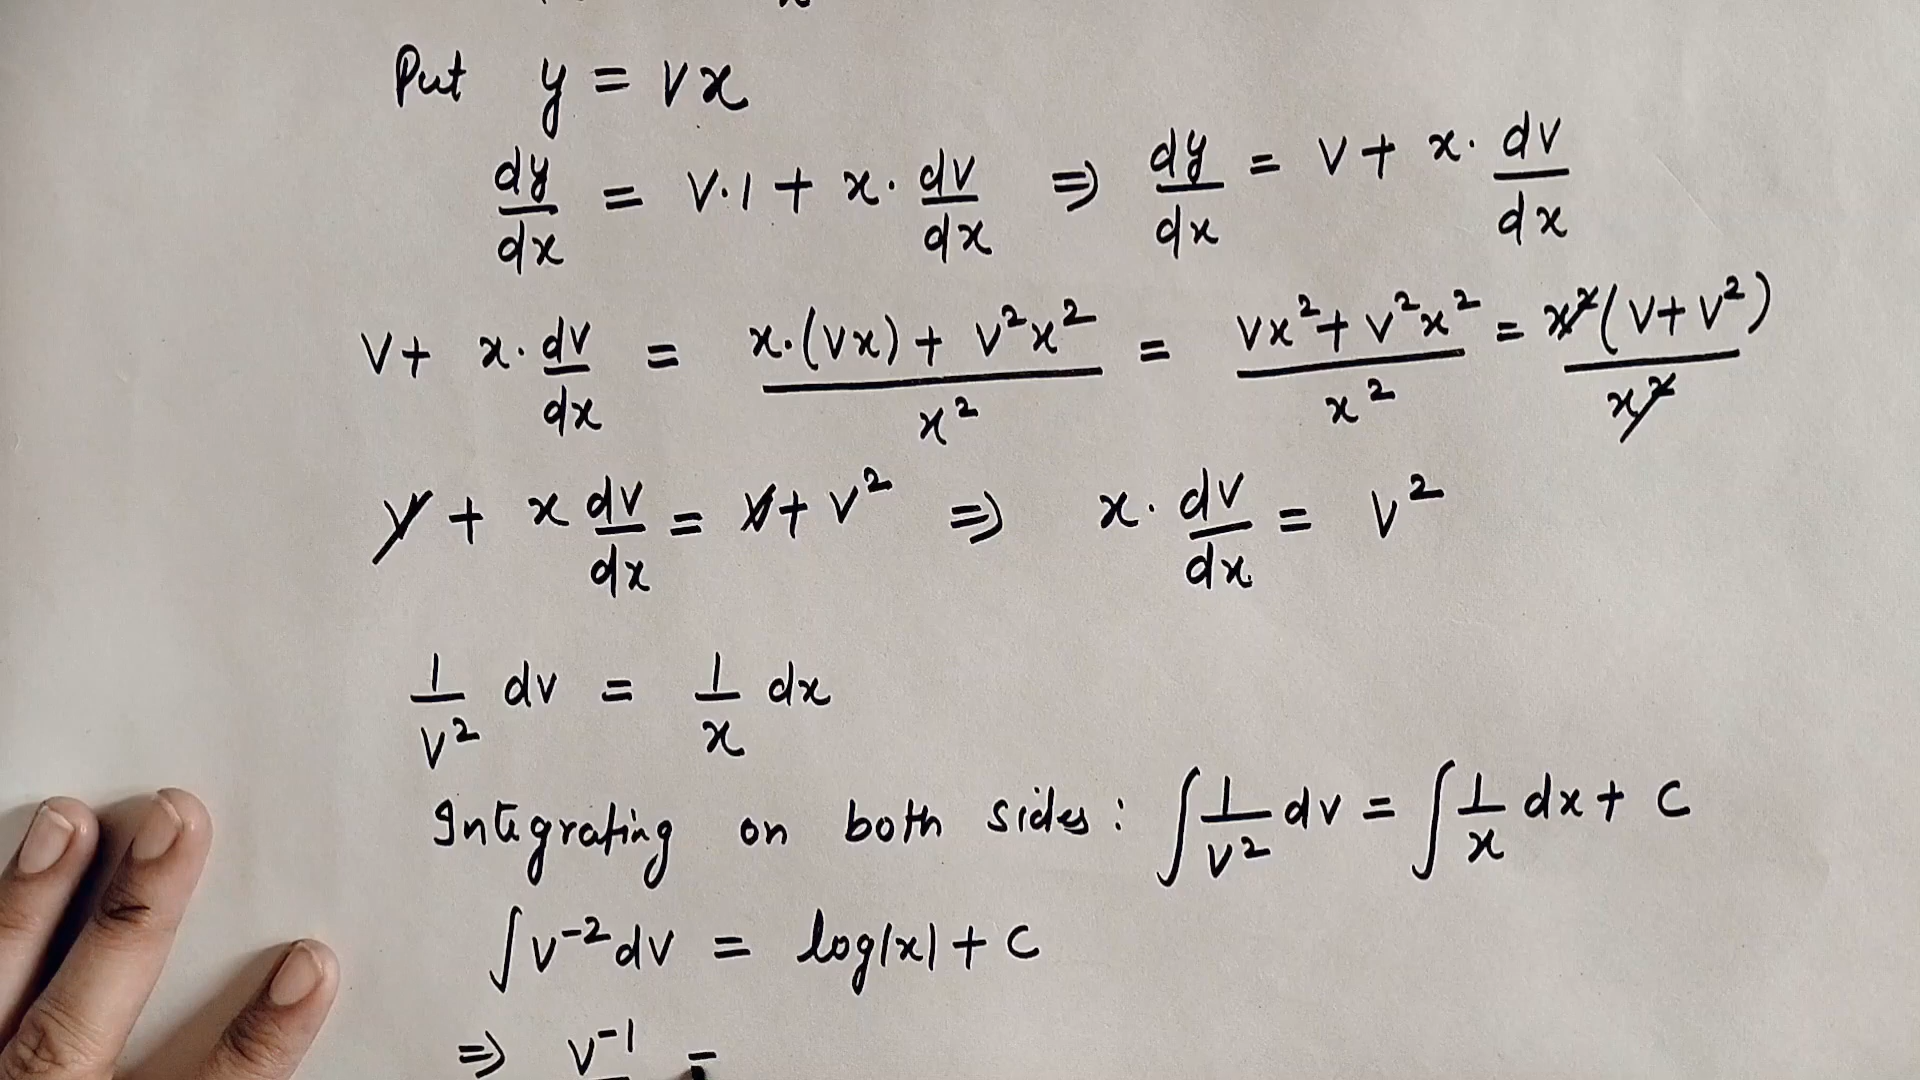 Put y = vx
dy/dx = v·1 + x·dv/dx ⇒ dy/dx = v + x·dv/dx
v + x·dv/dx = (x·(vx) + v²x²)/x² = (vx² + v²x²)/x² = x²(v + v²)/x²
v + x dv/dx = v + v² ⇒ x·dv/dx = v²
1/v² dv = 1/x dx
Integrating on both sides: ∫ 1/v² dv = ∫ 1/x dx + c
∫ v⁻² dv = log|x| + c
⇒ v⁻¹ =